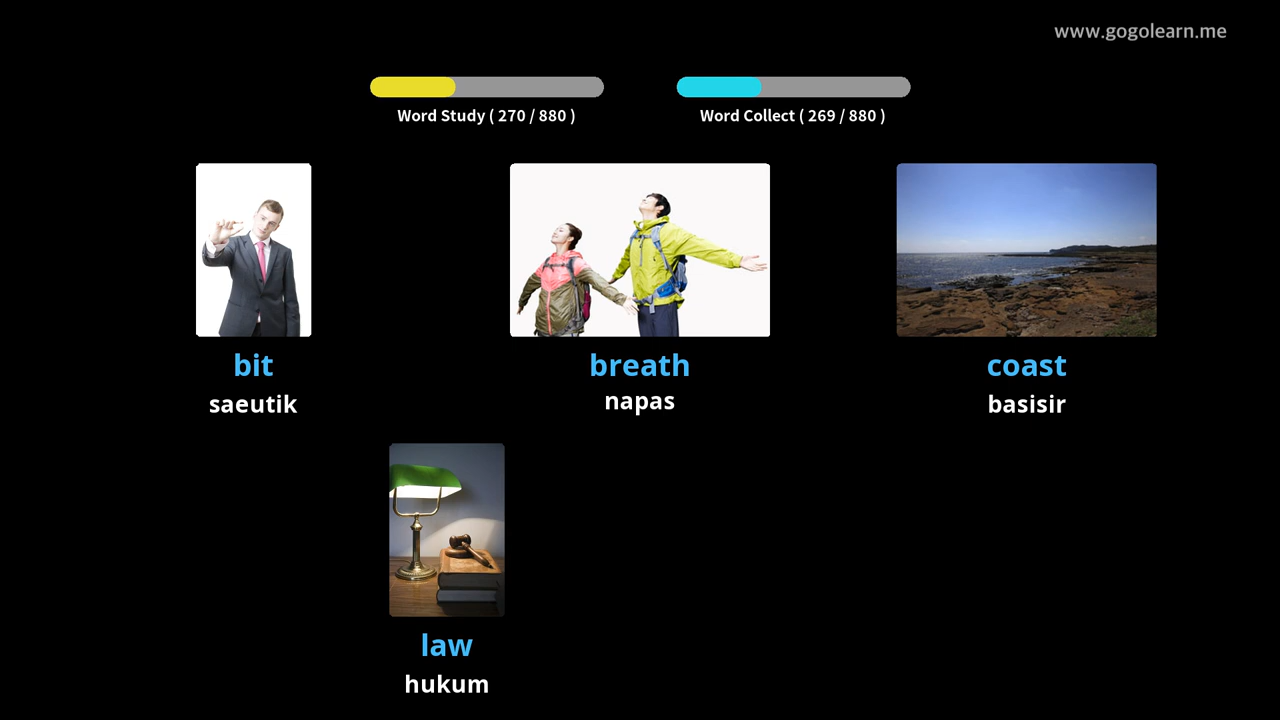 www.gogolearn.me
Word Study ( 270 / 880 )
Word Collect ( 269 / 880 )
bit
saeutik
breath
napas
coast
basisir
law
hukum